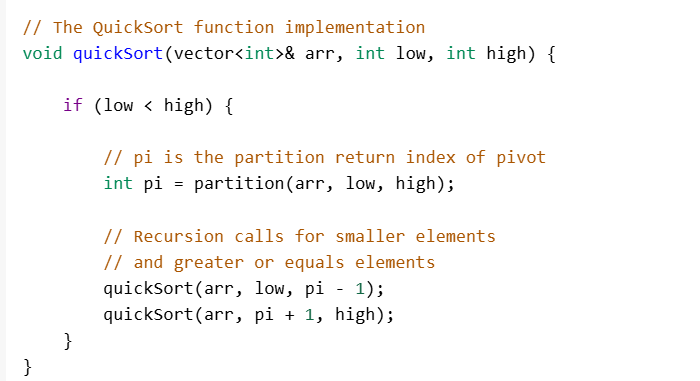 // The QuickSort function implementation
void quickSort(vector<int>& arr, int low, int high) {
    if (low < high) {
        // pi is the partition return index of pivot
        int pi = partition(arr, low, high);
        // Recursion calls for smaller elements
        // and greater or equals elements
        quickSort(arr, low, pi - 1);
        quickSort(arr, pi + 1, high);
    }
}